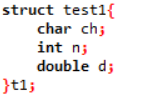 struct test1{
    char ch;
    int n;
    double d;
}t1;